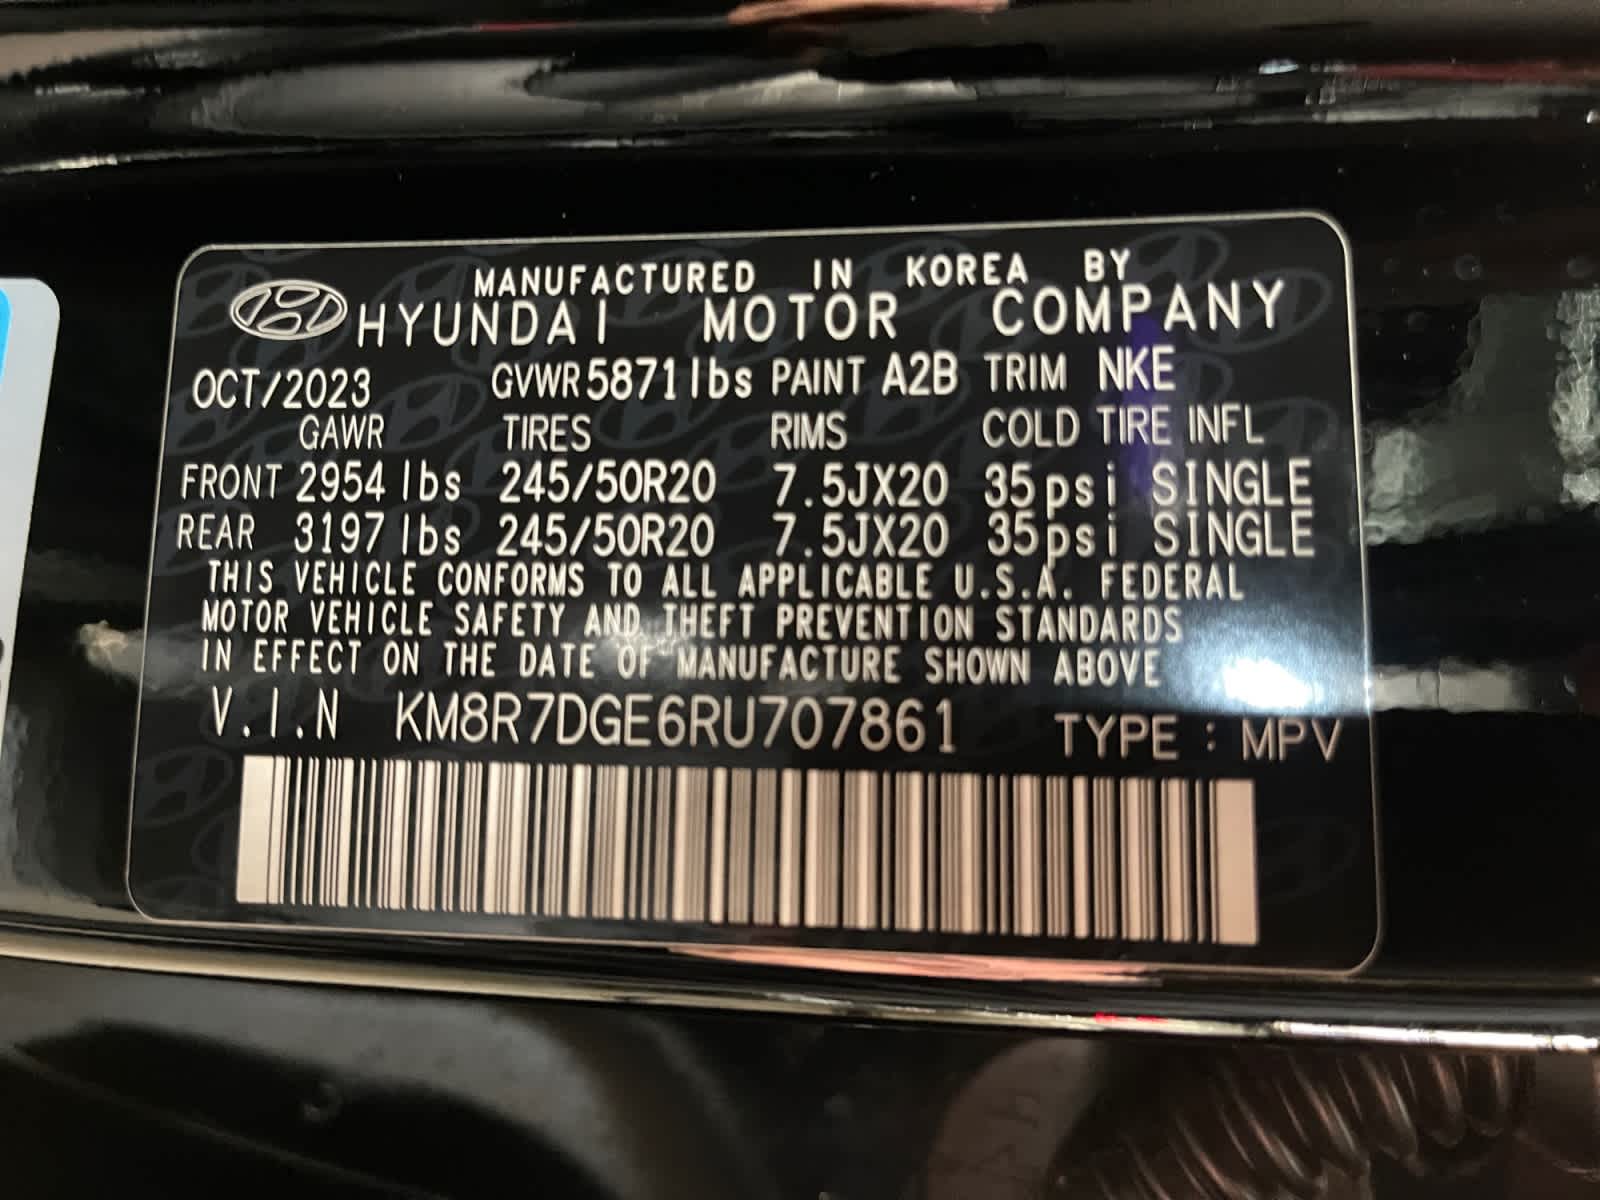 MANUFACTURED IN KOREA BY
HYUNDAI MOTOR COMPANY
OCT/2023 GVWR 5871 lbs PAINT A2B TRIM NKE
GAWR TIRES RIMS COLD TIRE INFL
FRONT 2954 lbs 245/50R20 7.5JX20 35psi SINGLE
REAR 3197 lbs 245/50R20 7.5JX20 35psi SINGLE
THIS VEHICLE CONFORMS TO ALL APPLICABLE U.S.A. FEDERAL
MOTOR VEHICLE SAFETY AND THEFT PREVENTION STANDARDS
IN EFFECT ON THE DATE OF MANUFACTURE SHOWN ABOVE
V.I.N KM8R7DGE6RU707861 TYPE : MPV